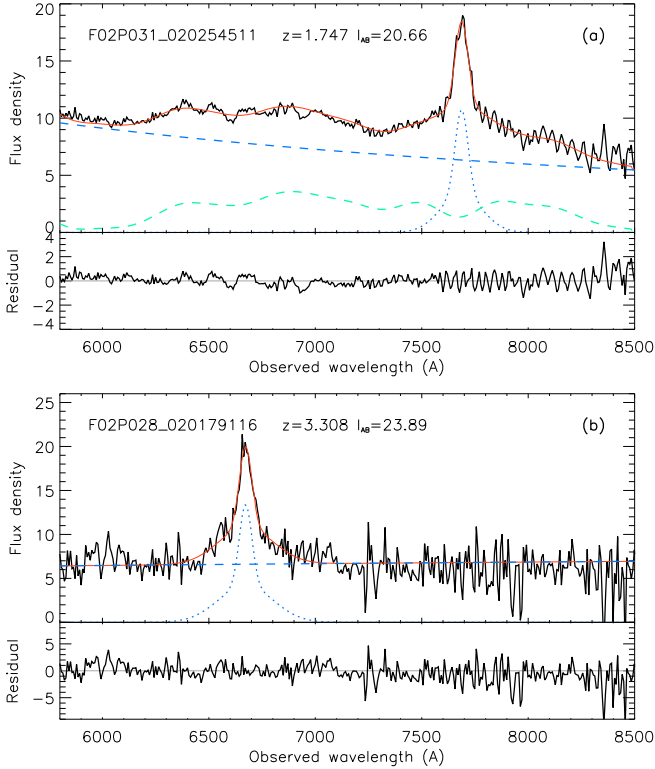 20
F02P031_020254511 z=1.747 I_AB=20.66 (a)
15
10
5
0
Flux density
4
2
0
−2
−4
Residual
6000 6500 7000 7500 8000 8500
Observed wavelength (A)
25
F02P028_020179116 z=3.308 I_AB=23.89 (b)
20
15
10
5
0
Flux density
5
0
−5
Residual
6000 6500 7000 7500 8000 8500
Observed wavelength (A)